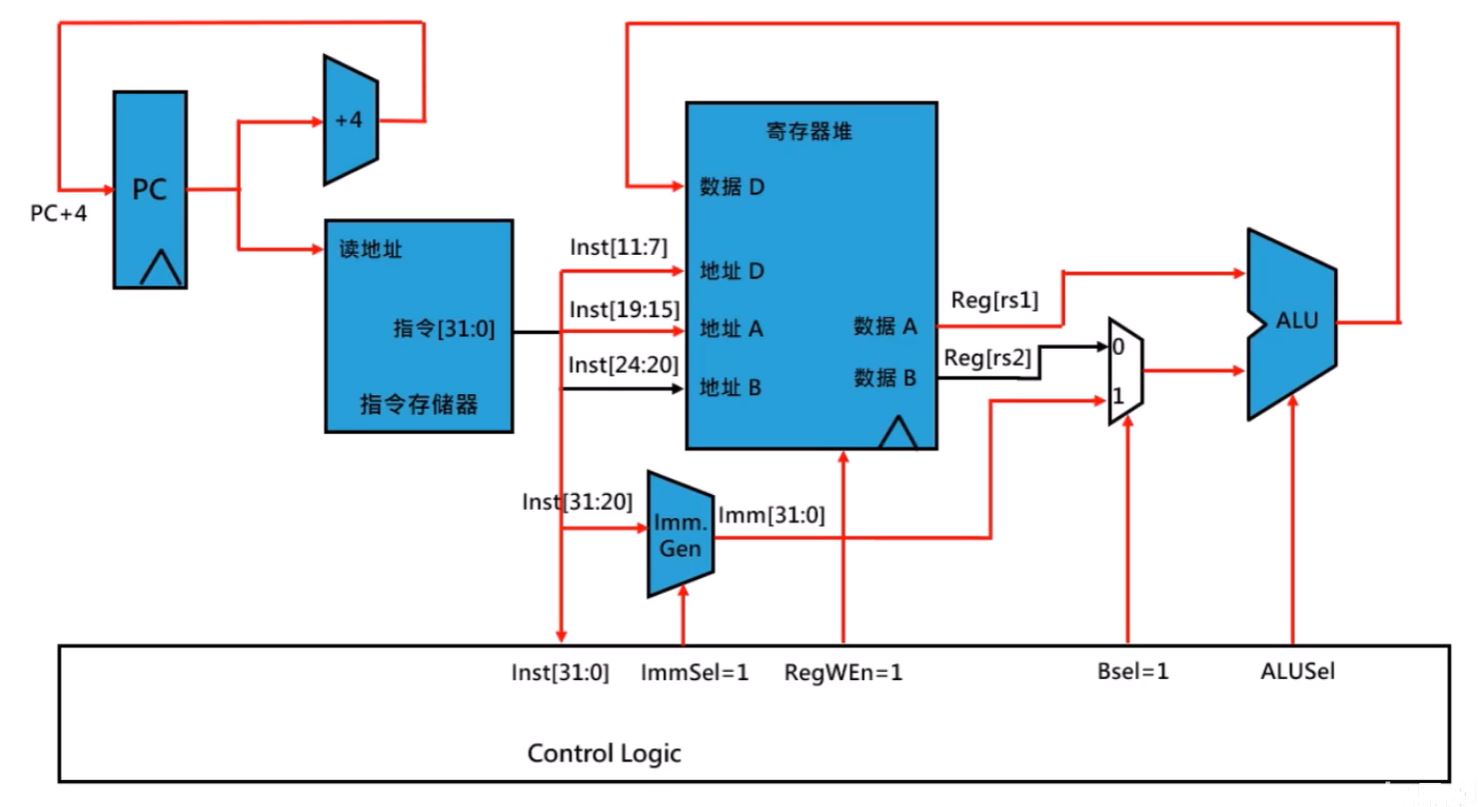 +4
PC
PC+4
读地址
指令[31:0]
指令存储器
Inst[11:7]
Inst[19:15]
Inst[24:20]
Inst[31:20]
寄存器堆
数据 D
地址 D
地址 A
地址 B
数据 A
数据 B
Reg[rs1]
Reg[rs2]
0
1
ALU
Imm.
Gen
Imm[31:0]
Inst[31:0]
ImmSel=1
RegWEn=1
Bsel=1
ALUSel
Control Logic